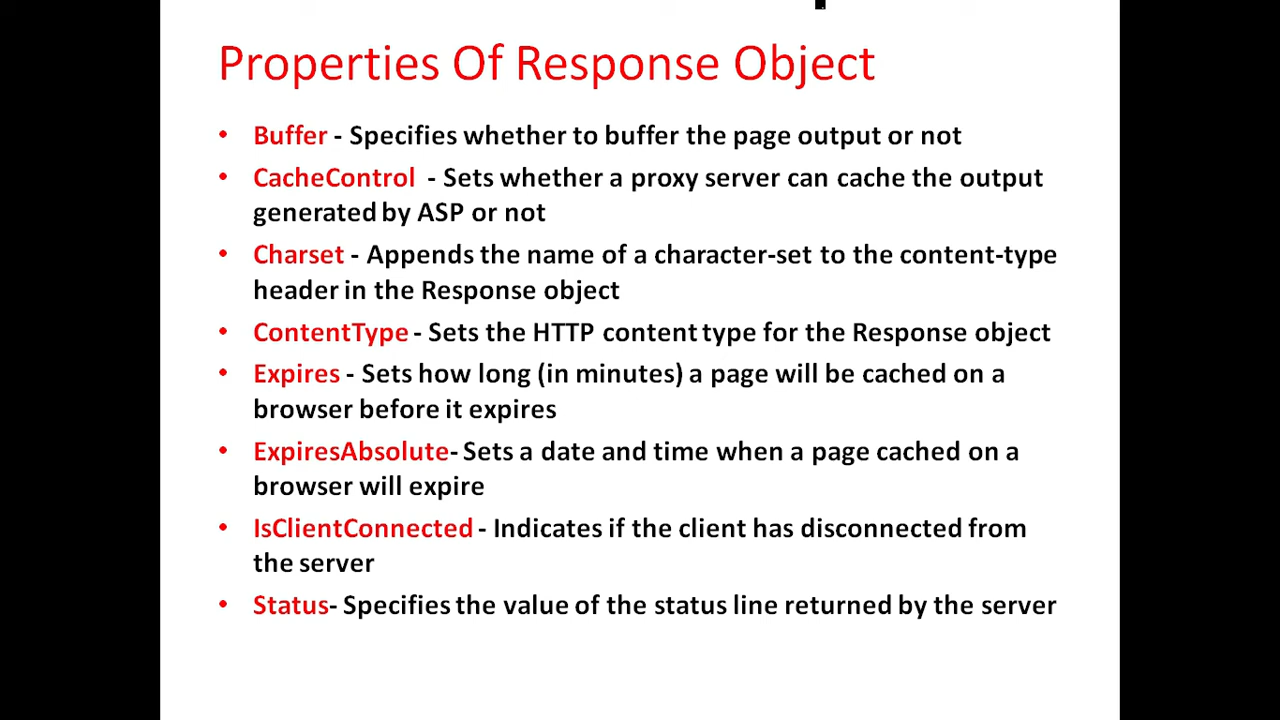 Properties Of Response Object
• Buffer - Specifies whether to buffer the page output or not
• CacheControl - Sets whether a proxy server can cache the output
generated by ASP or not
• Charset - Appends the name of a character-set to the content-type
header in the Response object
• ContentType - Sets the HTTP content type for the Response object
• Expires - Sets how long (in minutes) a page will be cached on a
browser before it expires
• ExpiresAbsolute- Sets a date and time when a page cached on a
browser will expire
• IsClientConnected - Indicates if the client has disconnected from
the server
• Status- Specifies the value of the status line returned by the server